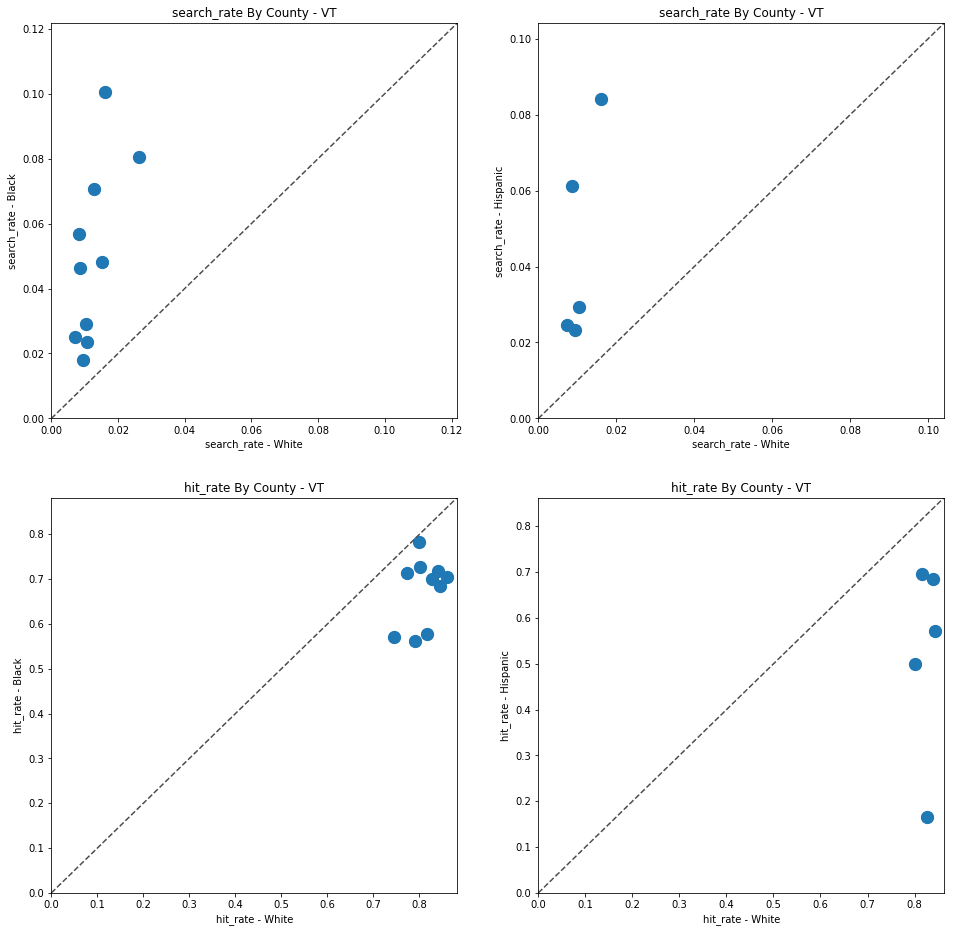 search_rate By County - VT
search_rate - Black
0.12
0.10
0.08
0.06
0.04
0.02
0.00
0.00 0.02 0.04 0.06 0.08 0.10 0.12
search_rate - White
search_rate By County - VT
search_rate - Hispanic
0.10
0.08
0.06
0.04
0.02
0.00
0.00 0.02 0.04 0.06 0.08 0.10
search_rate - White
hit_rate By County - VT
hit_rate - Black
0.8
0.7
0.6
0.5
0.4
0.3
0.2
0.1
0.0
0.0 0.1 0.2 0.3 0.4 0.5 0.6 0.7 0.8
hit_rate - White
hit_rate By County - VT
hit_rate - Hispanic
0.8
0.7
0.6
0.5
0.4
0.3
0.2
0.1
0.0
0.0 0.1 0.2 0.3 0.4 0.5 0.6 0.7 0.8
hit_rate - White